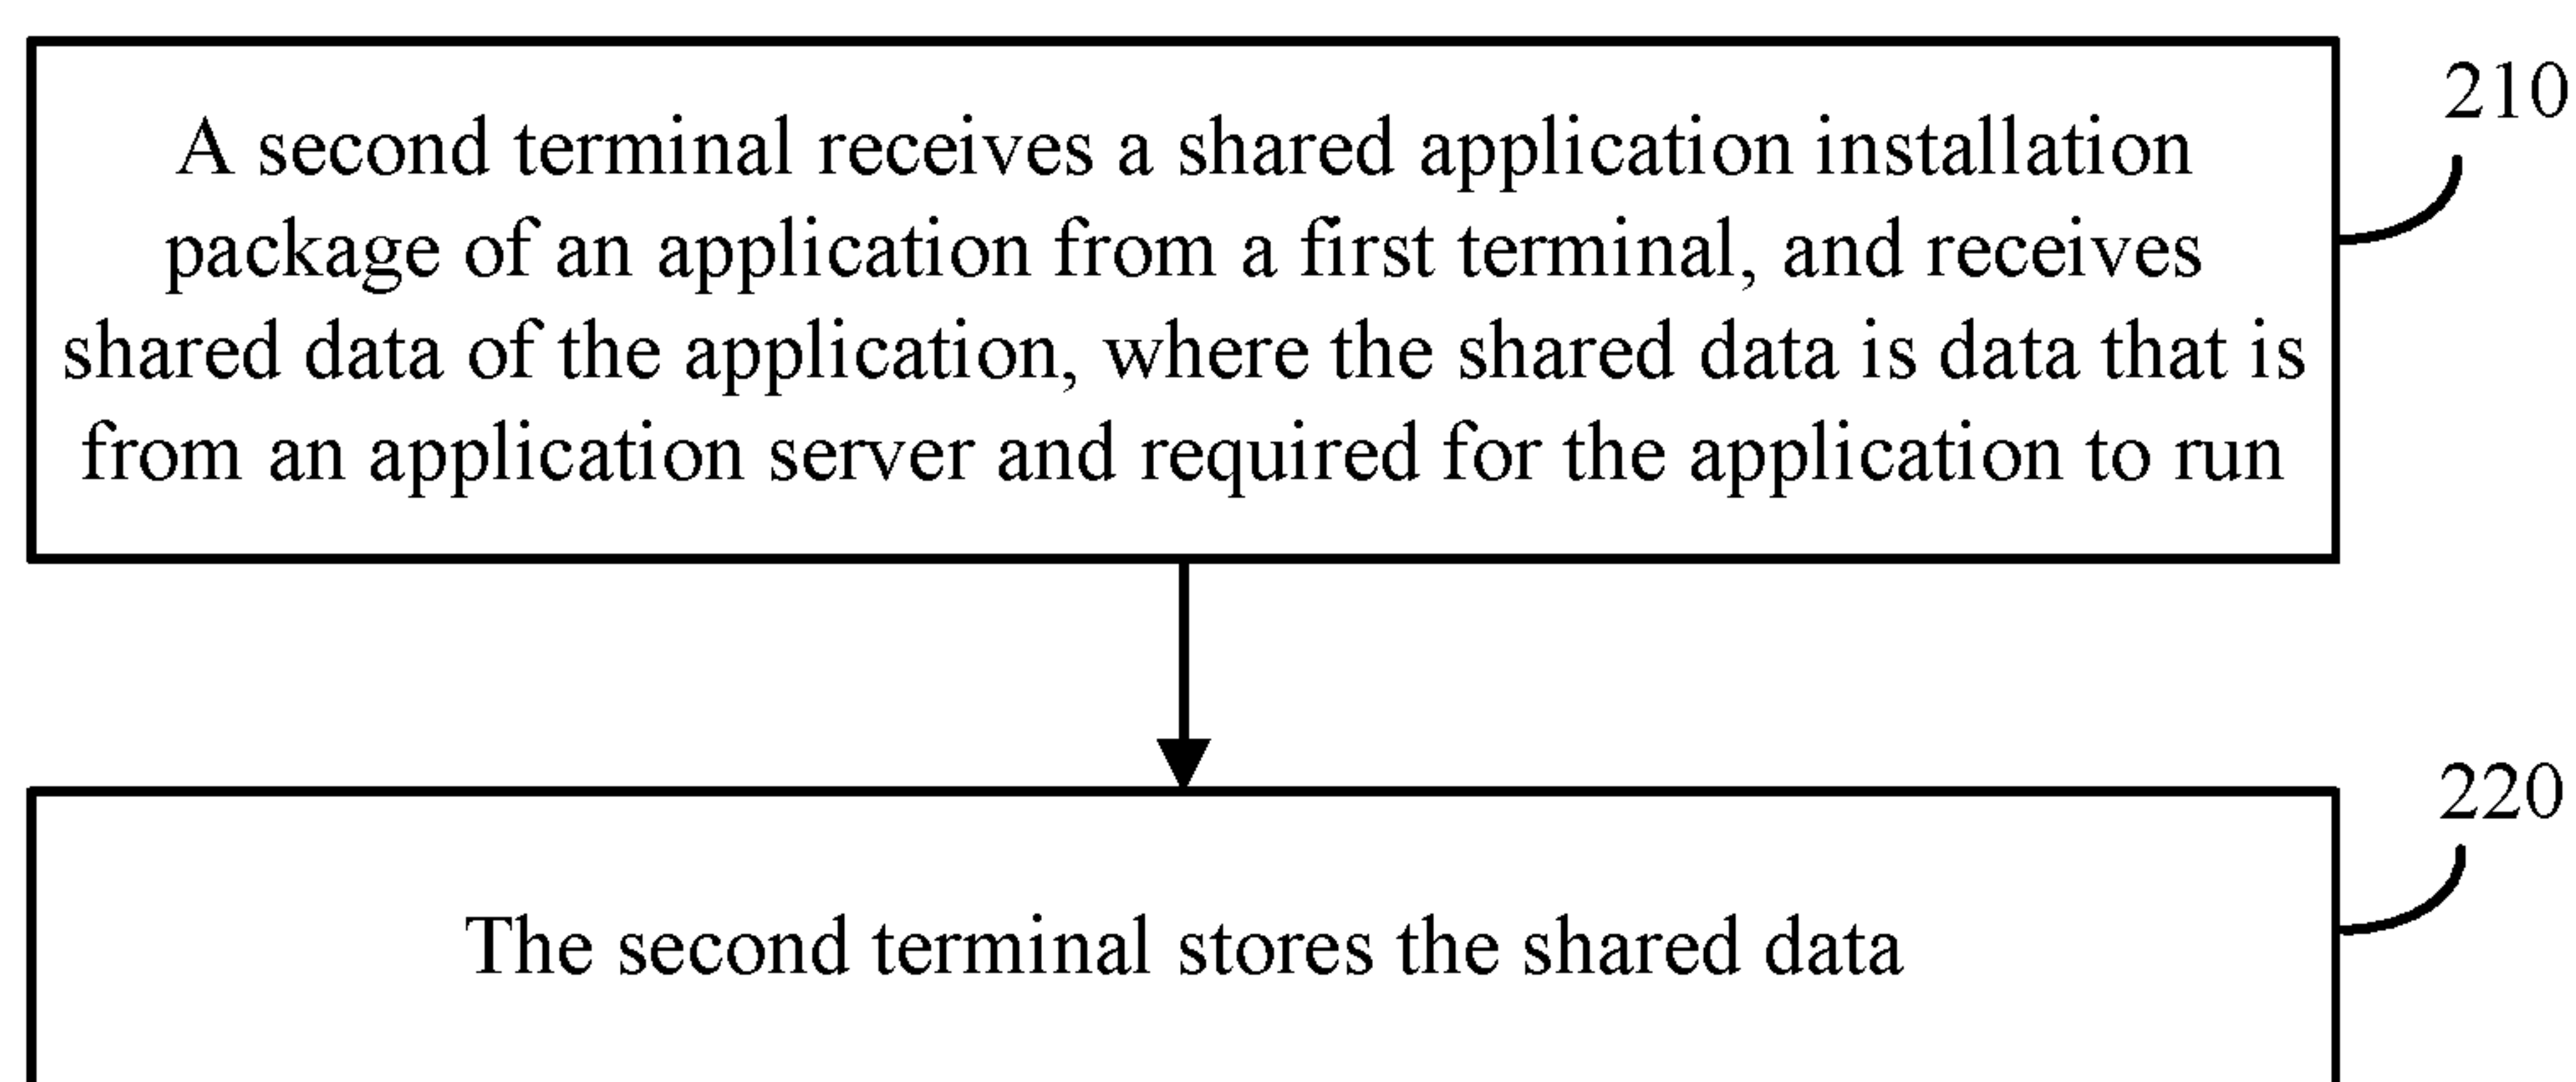 210
A second terminal receives a shared application installation
package of an application from a first terminal, and receives
shared data of the application, where the shared data is data that is
from an application server and required for the application to run
220
The second terminal stores the shared data